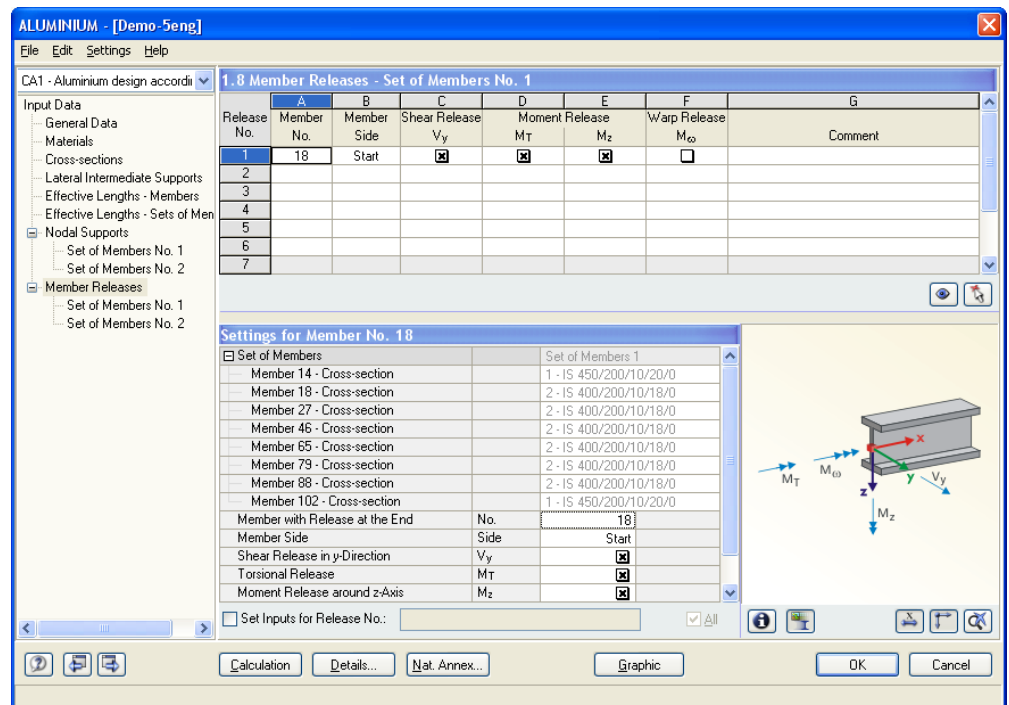 ALUMINIUM - [Demo-5eng]
File Edit Settings Help
CA1 - Aluminium design accordi
Input Data
General Data
Materials
Cross-sections
Lateral Intermediate Supports
Effective Lengths - Members
Effective Lengths - Sets of Men
Nodal Supports
Set of Members No. 1
Set of Members No. 2
Member Releases
Set of Members No. 1
Set of Members No. 2
1.8 Member Releases - Set of Members No. 1
A B C D E F G
Release Member Member Shear Release Moment Release Warp Release
No. No. Side Vy MT Mz Mω Comment
1 18 Start
2
3
4
5
6
7
Settings for Member No. 18
Set of Members Set of Members 1
Member 14 - Cross-section 1 - IS 450/200/10/20/0
Member 18 - Cross-section 2 - IS 400/200/10/18/0
Member 27 - Cross-section 2 - IS 400/200/10/18/0
Member 46 - Cross-section 2 - IS 400/200/10/18/0
Member 65 - Cross-section 2 - IS 400/200/10/18/0
Member 79 - Cross-section 2 - IS 400/200/10/18/0
Member 88 - Cross-section 2 - IS 400/200/10/18/0
Member 102 - Cross-section 1 - IS 450/200/10/20/0
Member with Release at the End No. 18
Member Side Side Start
Shear Release in y-Direction Vy
Torsional Release MT
Moment Release around z-Axis Mz
Set Inputs for Release No.: All
x
MT Mω
z y Vy
Mz
Calculation Details... Nat. Annex... Graphic OK Cancel